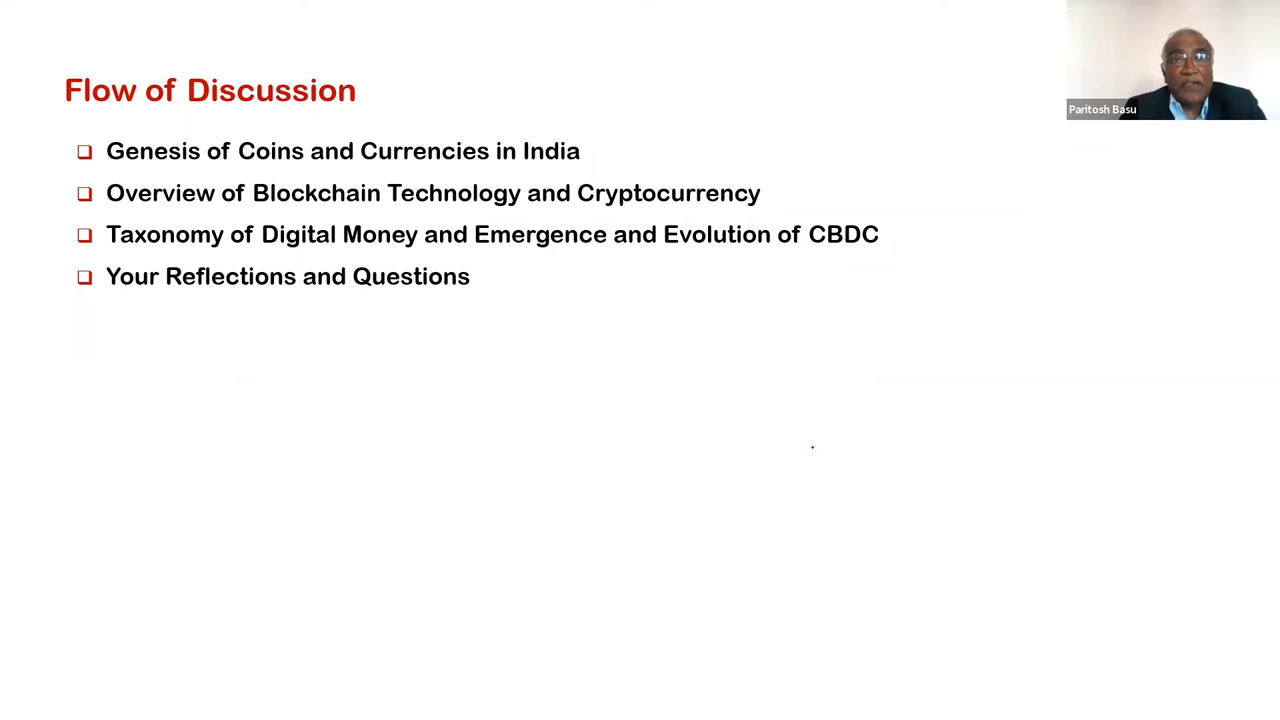 Flow of Discussion
Genesis of Coins and Currencies in India
Overview of Blockchain Technology and Cryptocurrency
Taxonomy of Digital Money and Emergence and Evolution of CBDC
Your Reflections and Questions
Paritosh Basu